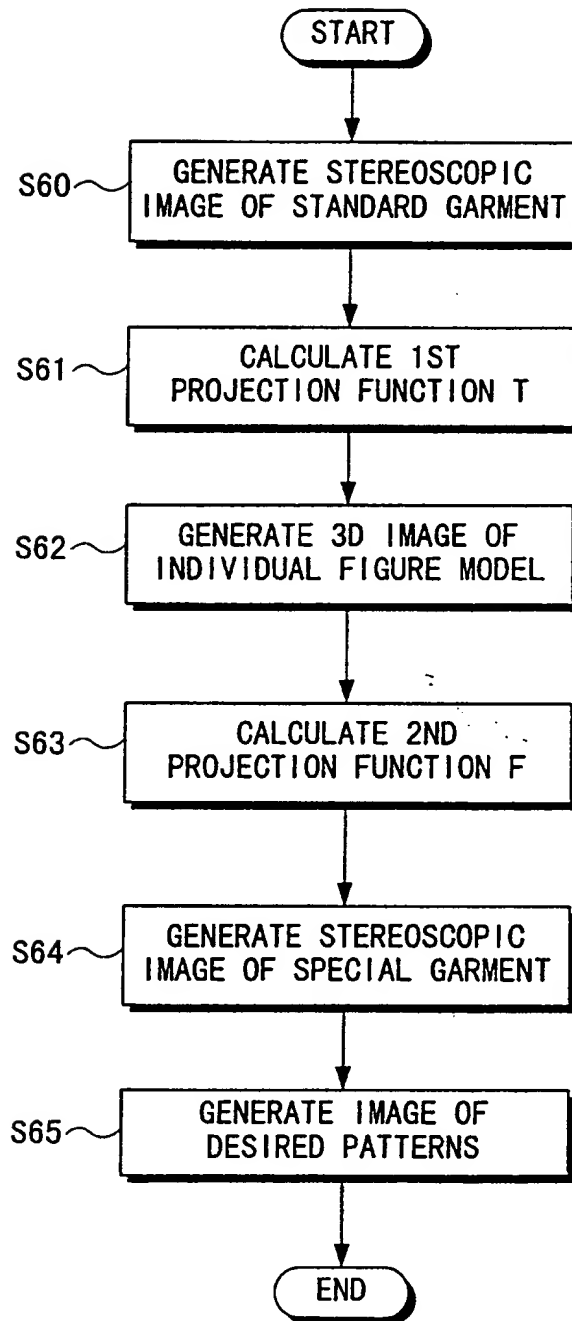 START
S60
GENERATE STEREOSCOPIC
IMAGE OF STANDARD GARMENT
S61
CALCULATE 1ST
PROJECTION FUNCTION T
S62
GENERATE 3D IMAGE OF
INDIVIDUAL FIGURE MODEL
S63
CALCULATE 2ND
PROJECTION FUNCTION F
S64
GENERATE STEREOSCOPIC
IMAGE OF SPECIAL GARMENT
S65
GENERATE IMAGE OF
DESIRED PATTERNS
END